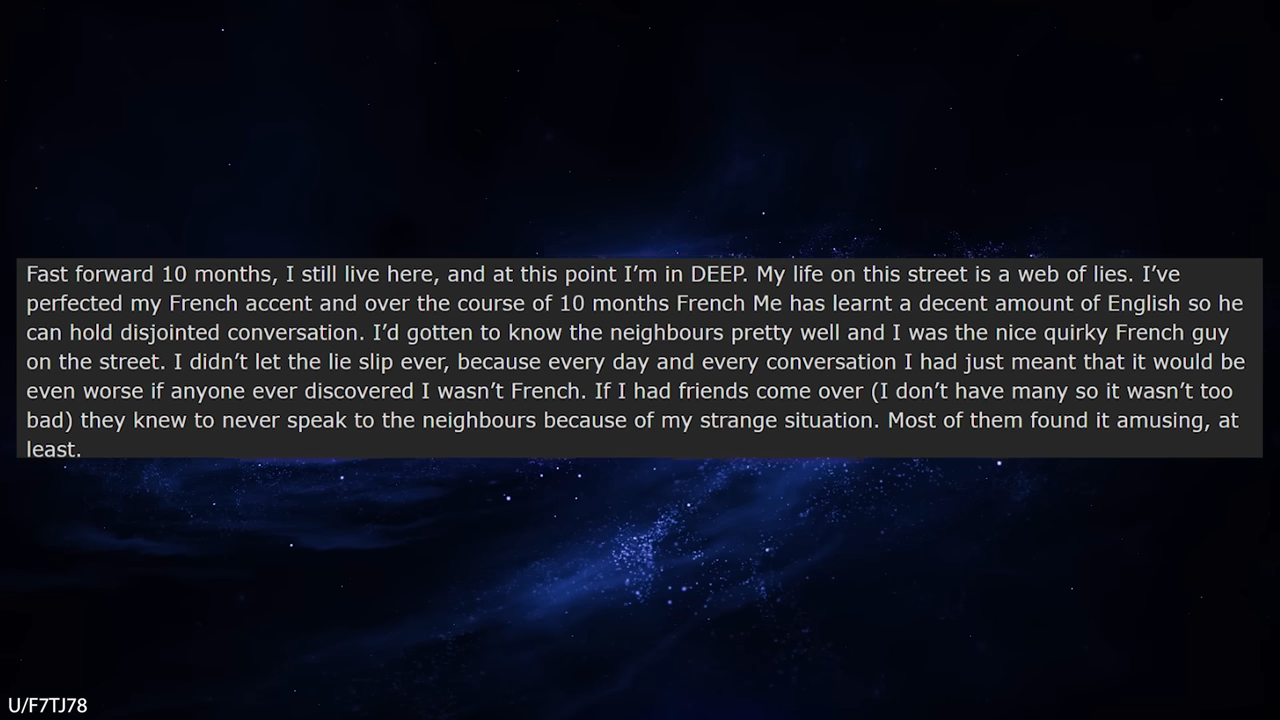 Fast forward 10 months, I still live here, and at this point I’m in DEEP. My life on this street is a web of lies. I’ve
perfected my French accent and over the course of 10 months French Me has learnt a decent amount of English so he
can hold disjointed conversation. I’d gotten to know the neighbours pretty well and I was the nice quirky French guy
on the street. I didn’t let the lie slip ever, because every day and every conversation I had just meant that it would be
even worse if anyone ever discovered I wasn’t French. If I had friends come over (I don’t have many so it wasn’t too
bad) they knew to never speak to the neighbours because of my strange situation. Most of them found it amusing, at
least.
U/F7TJ78